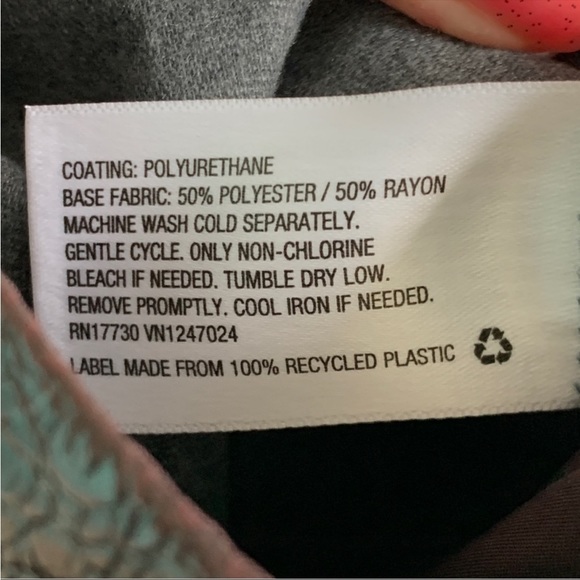 COATING: POLYURETHANE
BASE FABRIC: 50% POLYESTER / 50% RAYON
MACHINE WASH COLD SEPARATELY.
GENTLE CYCLE. ONLY NON-CHLORINE
BLEACH IF NEEDED. TUMBLE DRY LOW.
REMOVE PROMPTLY. COOL IRON IF NEEDED.
RN17730 VN1247024
LABEL MADE FROM 100% RECYCLED PLASTIC